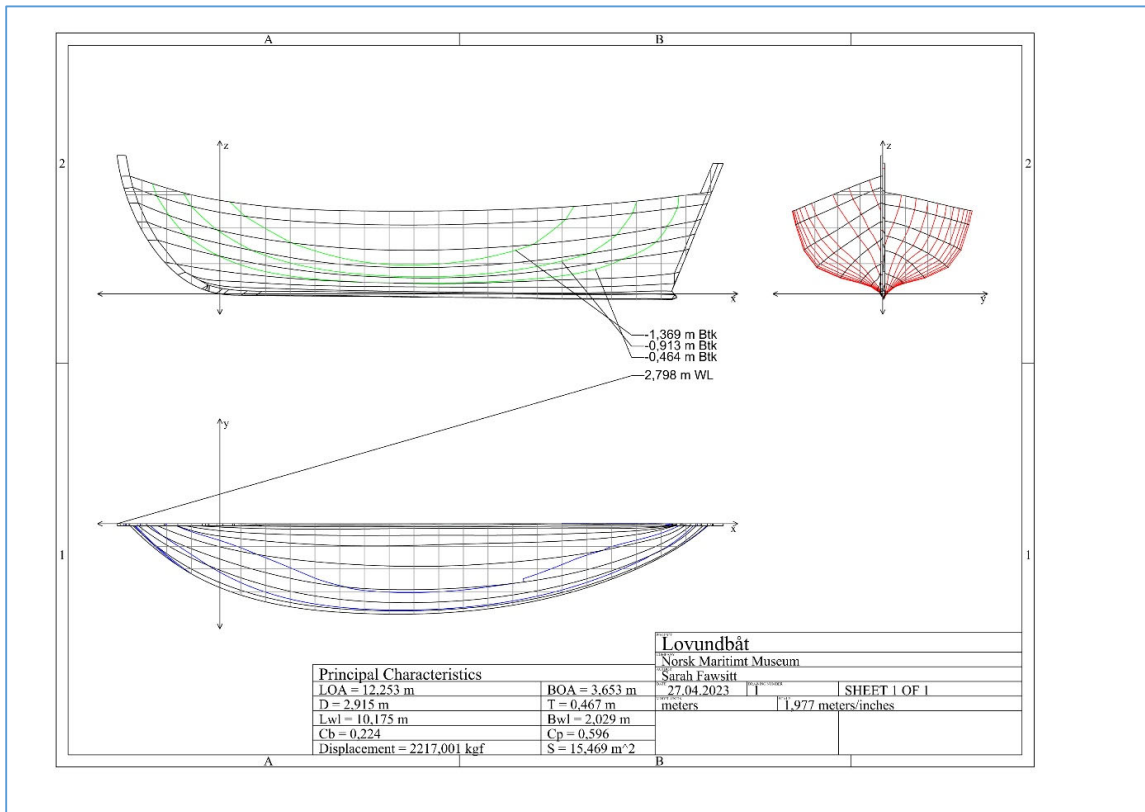 A B
2 2
z z
x y
-1,369 m Btk
-0,913 m Btk
-0,464 m Btk
2,798 m WL
y
x
1 1
Lovundbåt
Norsk Maritimt Museum
Principal Characteristics
Sarah Fawsitt
LOA = 12,253 m BOA = 3,653 m 27.04.2023 1 SHEET 1 OF 1
D = 2,915 m T = 0,467 m meters 1,977 meters/inches
Lwl = 10,175 m Bwl = 2,029 m
Cb = 0,224 Cp = 0,596
Displacement = 2217,001 kgf S = 15,469 m^2
A B